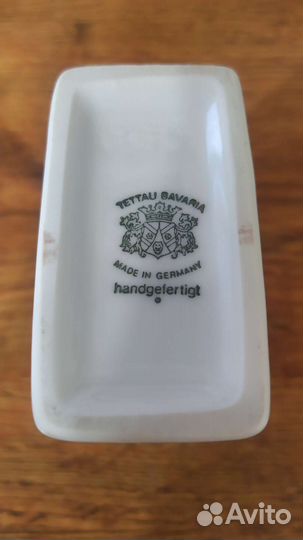 TETTAU BAVARIA
MADE IN GERMANY
handgefertigt
Avito